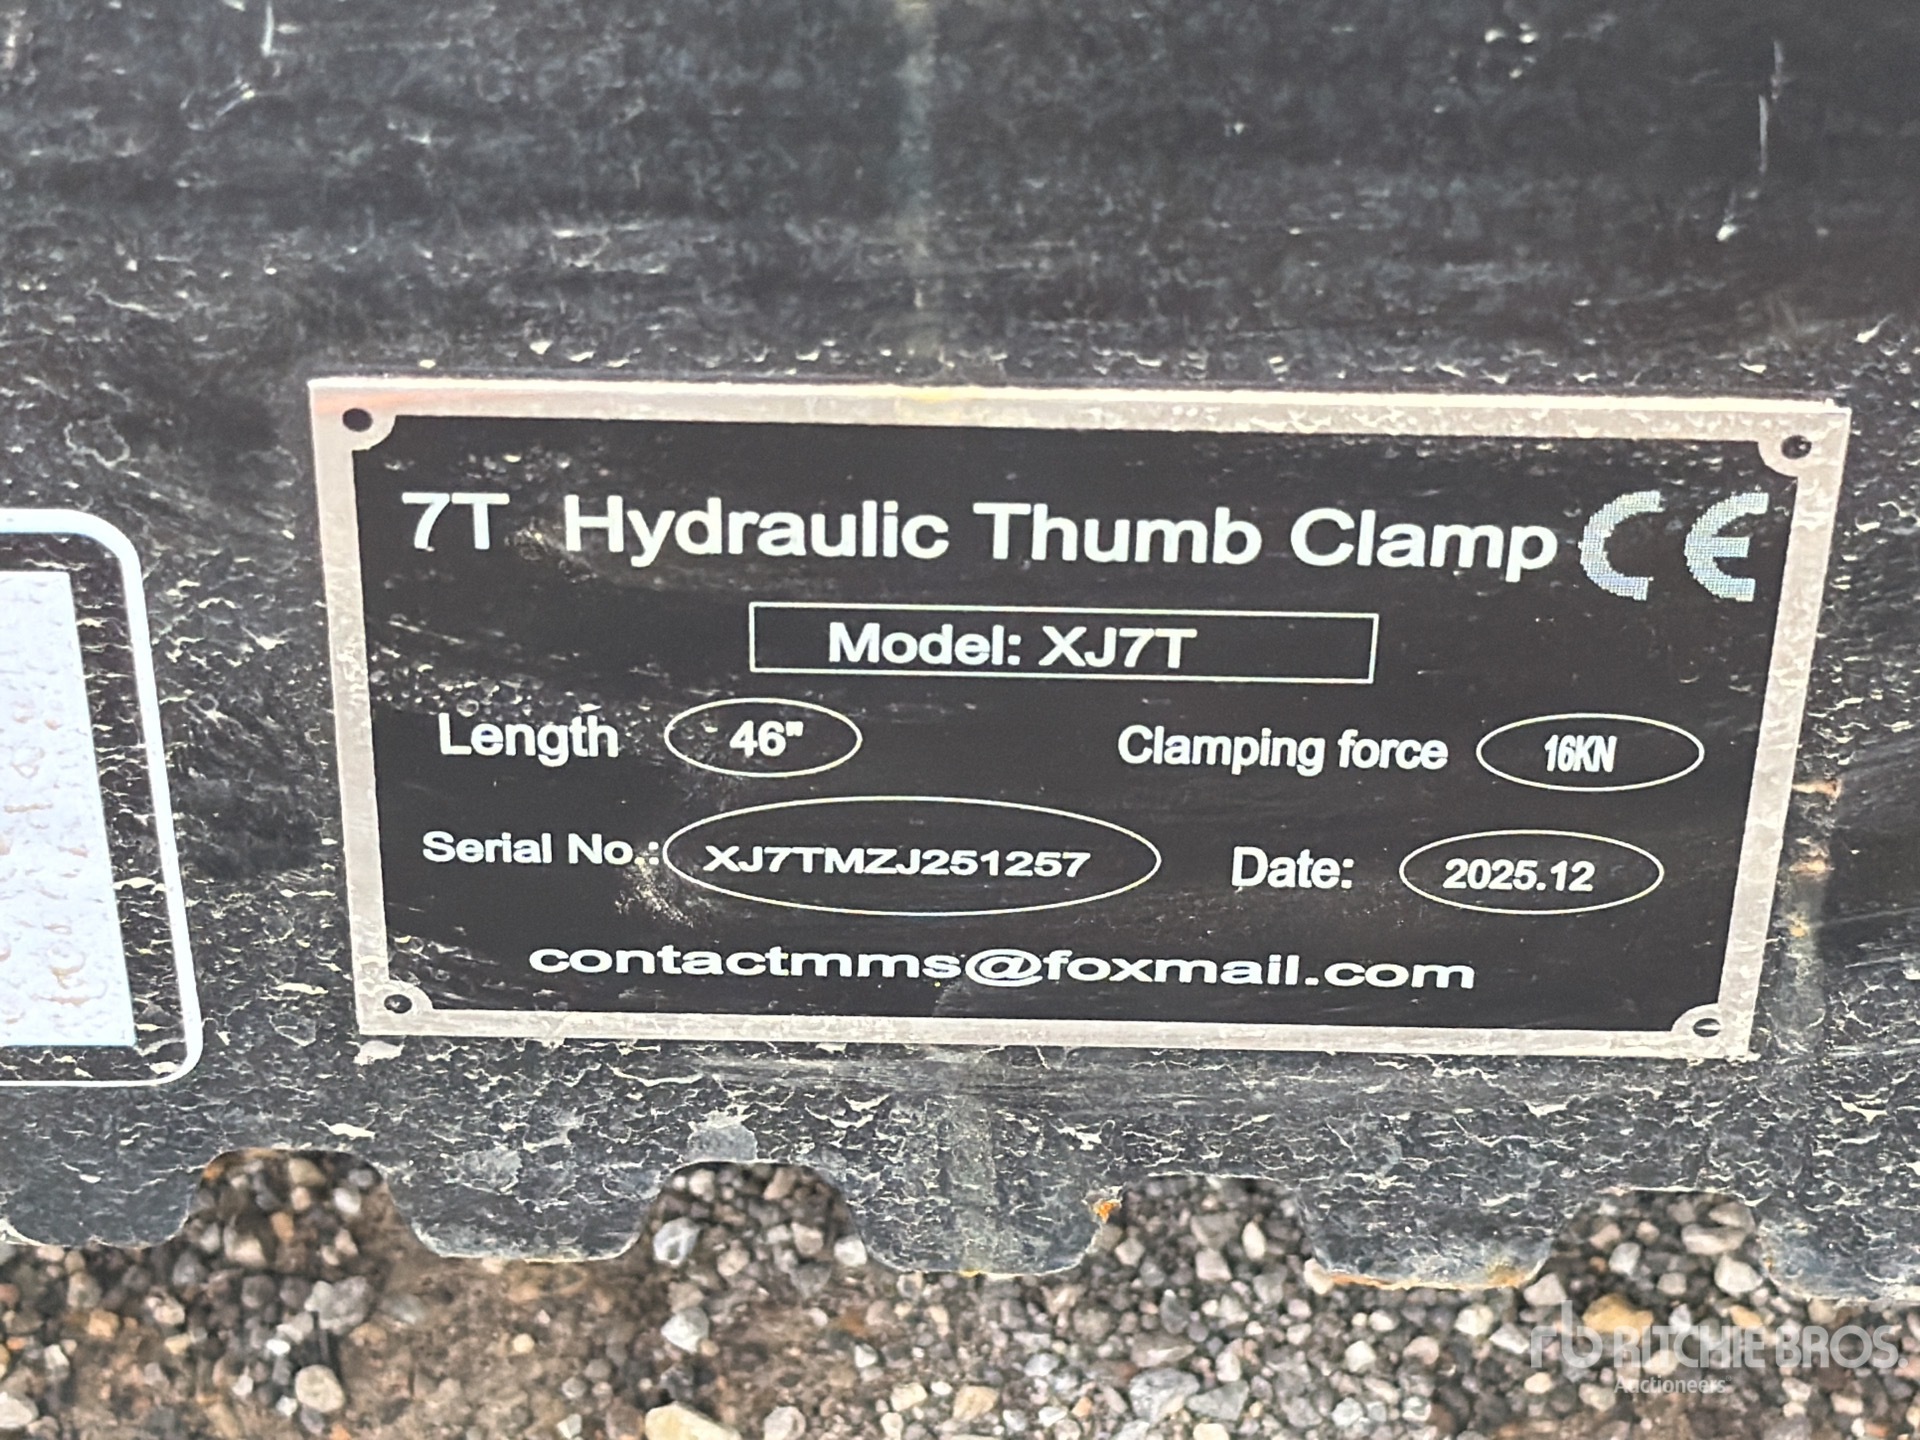 7T Hydraulic Thumb Clamp CE
Model: XJ7T
Length 46" Clamping force 16KN
Serial No.: XJ7TMZJ251257 Date: 2025.12
contactmms@foxmail.com
rb RITCHIE BROS.
Auctioneers